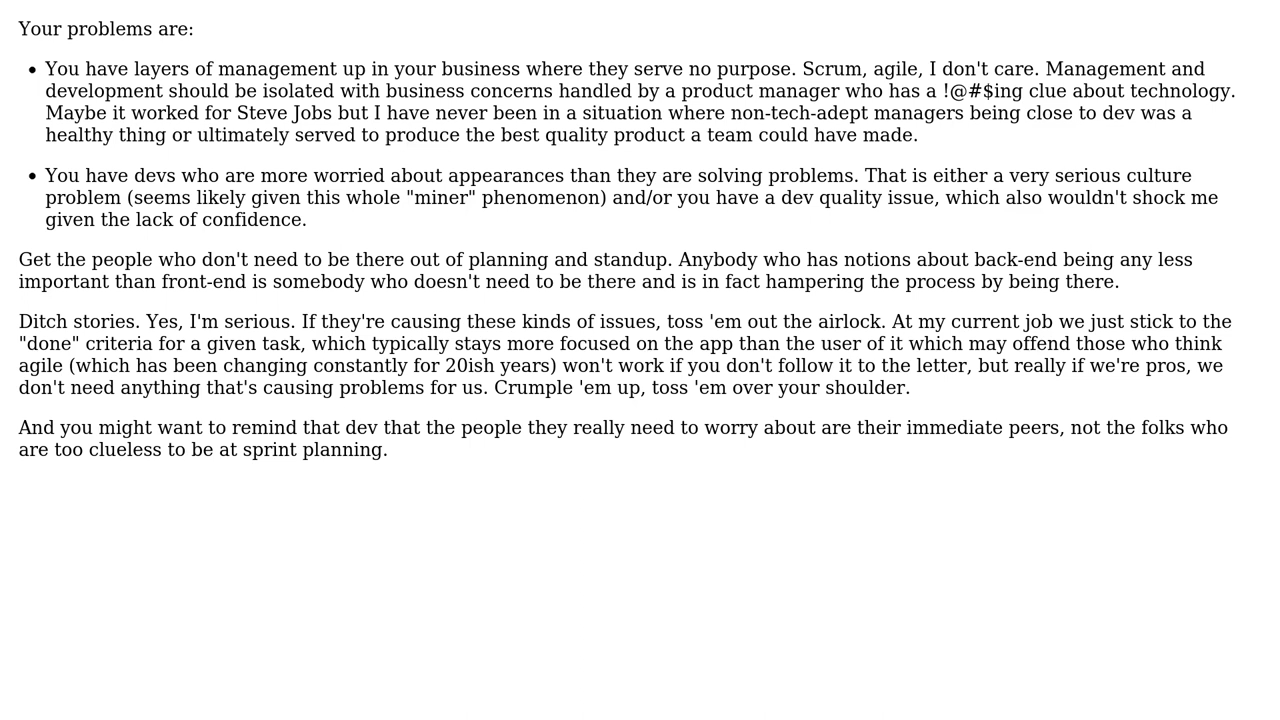 Your problems are:
• You have layers of management up in your business where they serve no purpose. Scrum, agile, I don't care. Management and
development should be isolated with business concerns handled by a product manager who has a !@#$ing clue about technology.
Maybe it worked for Steve Jobs but I have never been in a situation where non-tech-adept managers being close to dev was a
healthy thing or ultimately served to produce the best quality product a team could have made.
• You have devs who are more worried about appearances than they are solving problems. That is either a very serious culture
problem (seems likely given this whole "miner" phenomenon) and/or you have a dev quality issue, which also wouldn't shock me
given the lack of confidence.
Get the people who don't need to be there out of planning and standup. Anybody who has notions about back-end being any less
important than front-end is somebody who doesn't need to be there and is in fact hampering the process by being there.
Ditch stories. Yes, I'm serious. If they're causing these kinds of issues, toss 'em out the airlock. At my current job we just stick to the
"done" criteria for a given task, which typically stays more focused on the app than the user of it which may offend those who think
agile (which has been changing constantly for 20ish years) won't work if you don't follow it to the letter, but really if we're pros, we
don't need anything that's causing problems for us. Crumple 'em up, toss 'em over your shoulder.
And you might want to remind that dev that the people they really need to worry about are their immediate peers, not the folks who
are too clueless to be at sprint planning.